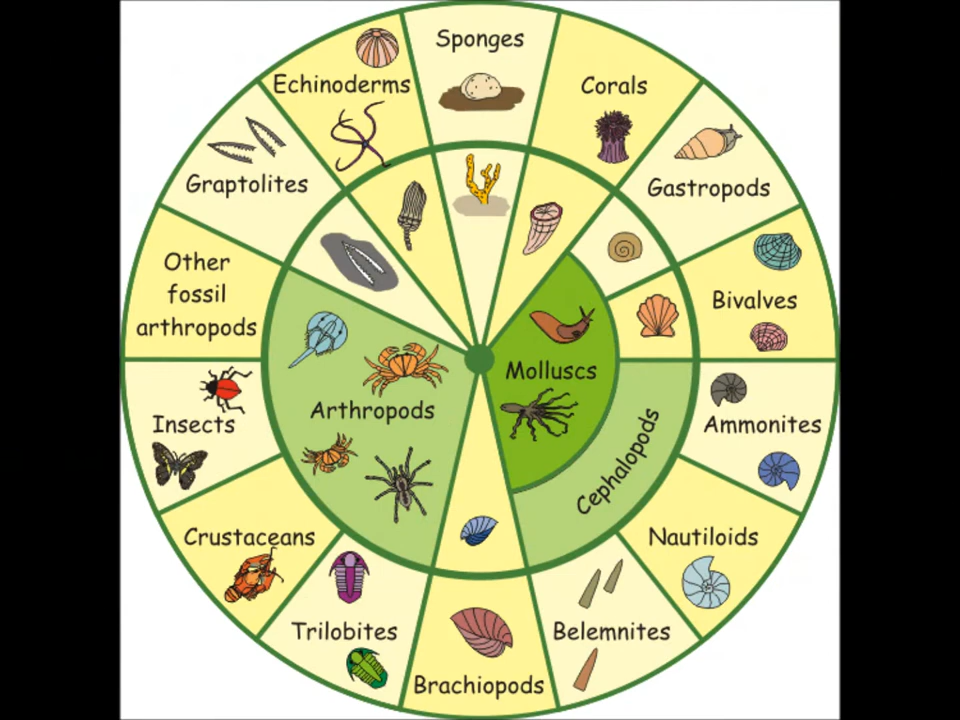 Sponges
Corals
Gastropods
Bivalves
Ammonites
Nautiloids
Belemnites
Brachiopods
Trilobites
Crustaceans
Insects
Other
fossil
arthropods
Graptolites
Echinoderms
Molluscs
Cephalopods
Arthropods